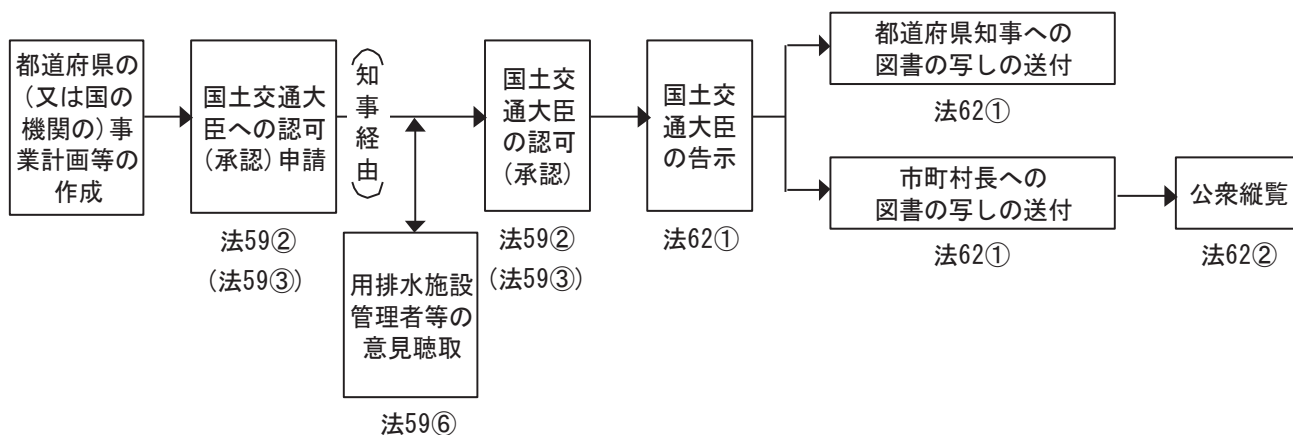 都道府県の
（又は国の
機関の）事
業計画等の
作成
国土交通大
臣への認可
（承認）申請
法59②
（法59③）
（知事経由）
用排水施設
管理者等の
意見聴取
法59⑥
国土交
通大臣
の認可
（承認）
法59②
（法59③）
国土交
通大臣
の告示
法62①
都道府県知事への
図書の写しの送付
法62①
市町村長への
図書の写しの送付
法62①
公衆縦覧
法62②